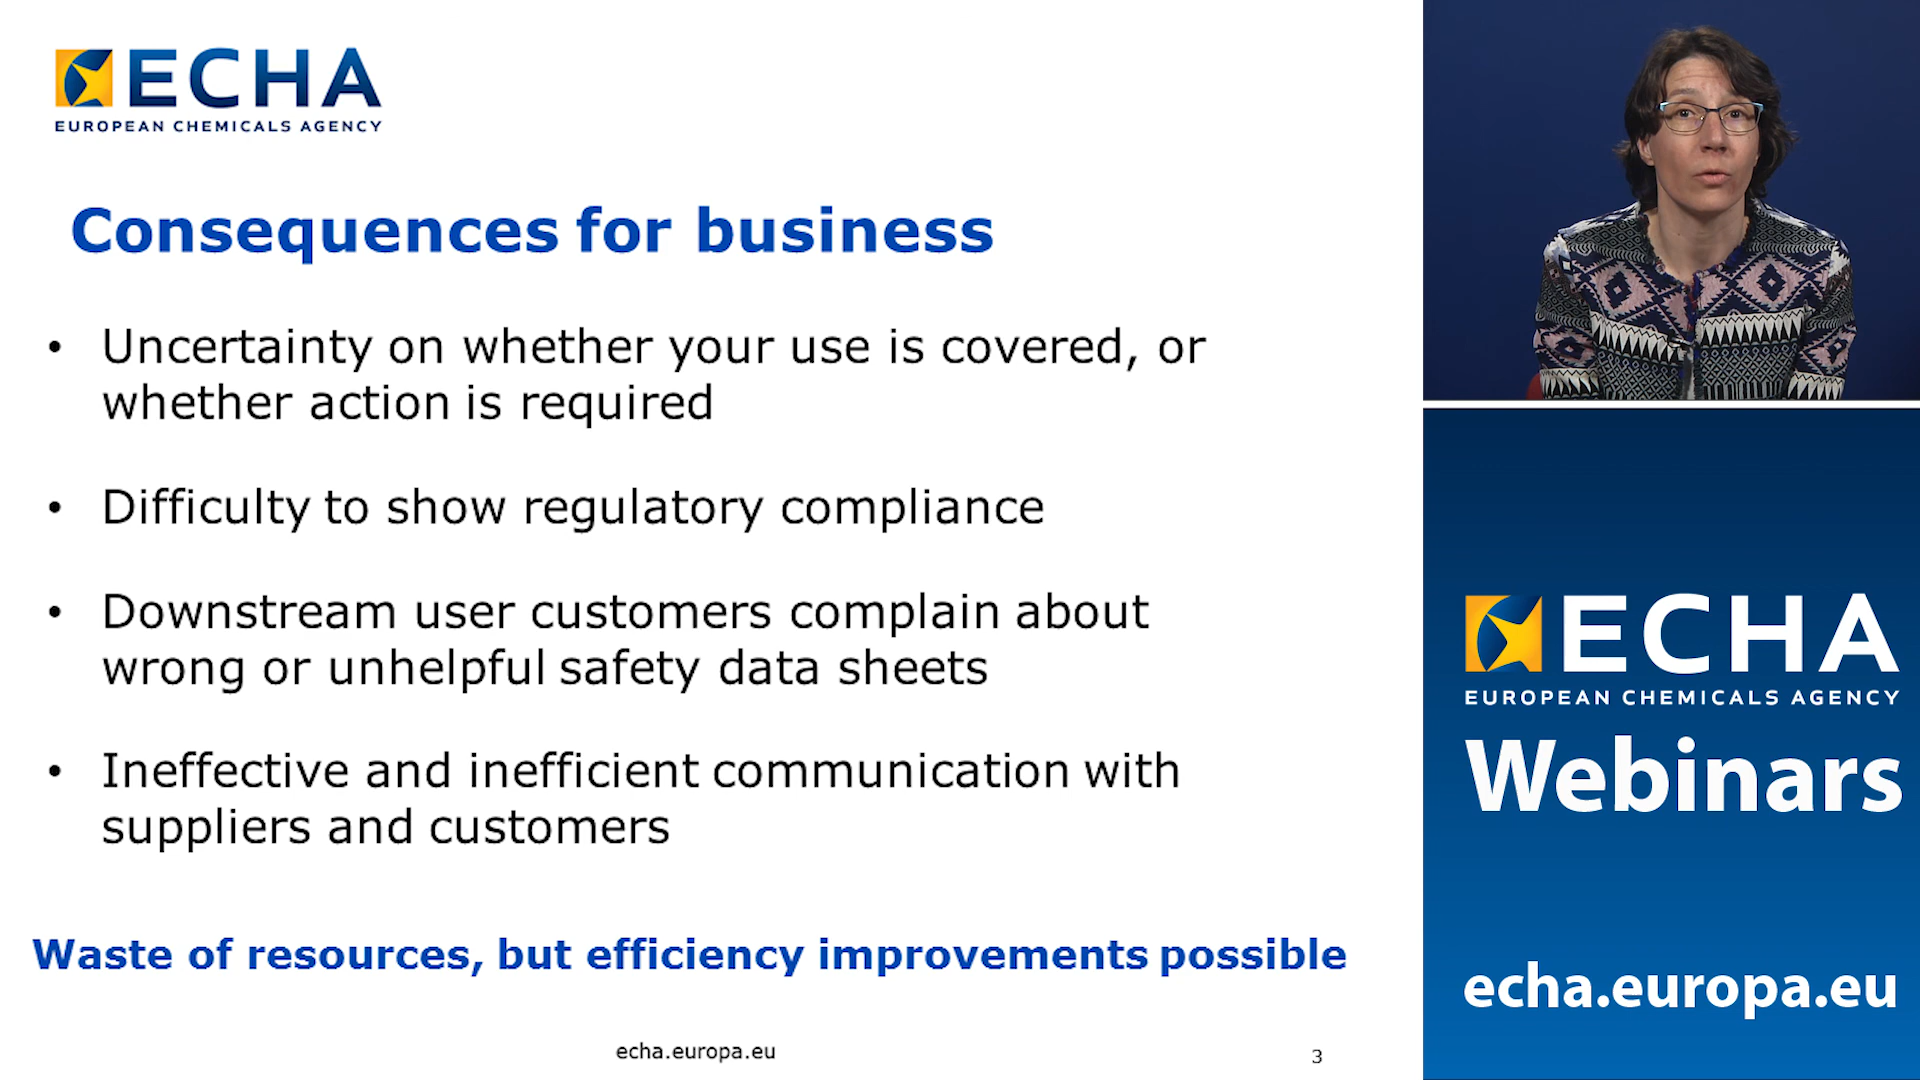 ECHA
EUROPEAN CHEMICALS AGENCY
Consequences for business
• Uncertainty on whether your use is covered, or
whether action is required
• Difficulty to show regulatory compliance
• Downstream user customers complain about
wrong or unhelpful safety data sheets
• Ineffective and inefficient communication with
suppliers and customers
Waste of resources, but efficiency improvements possible
echa.europa.eu
3
ECHA
EUROPEAN CHEMICALS AGENCY
Webinars
echa.europa.eu